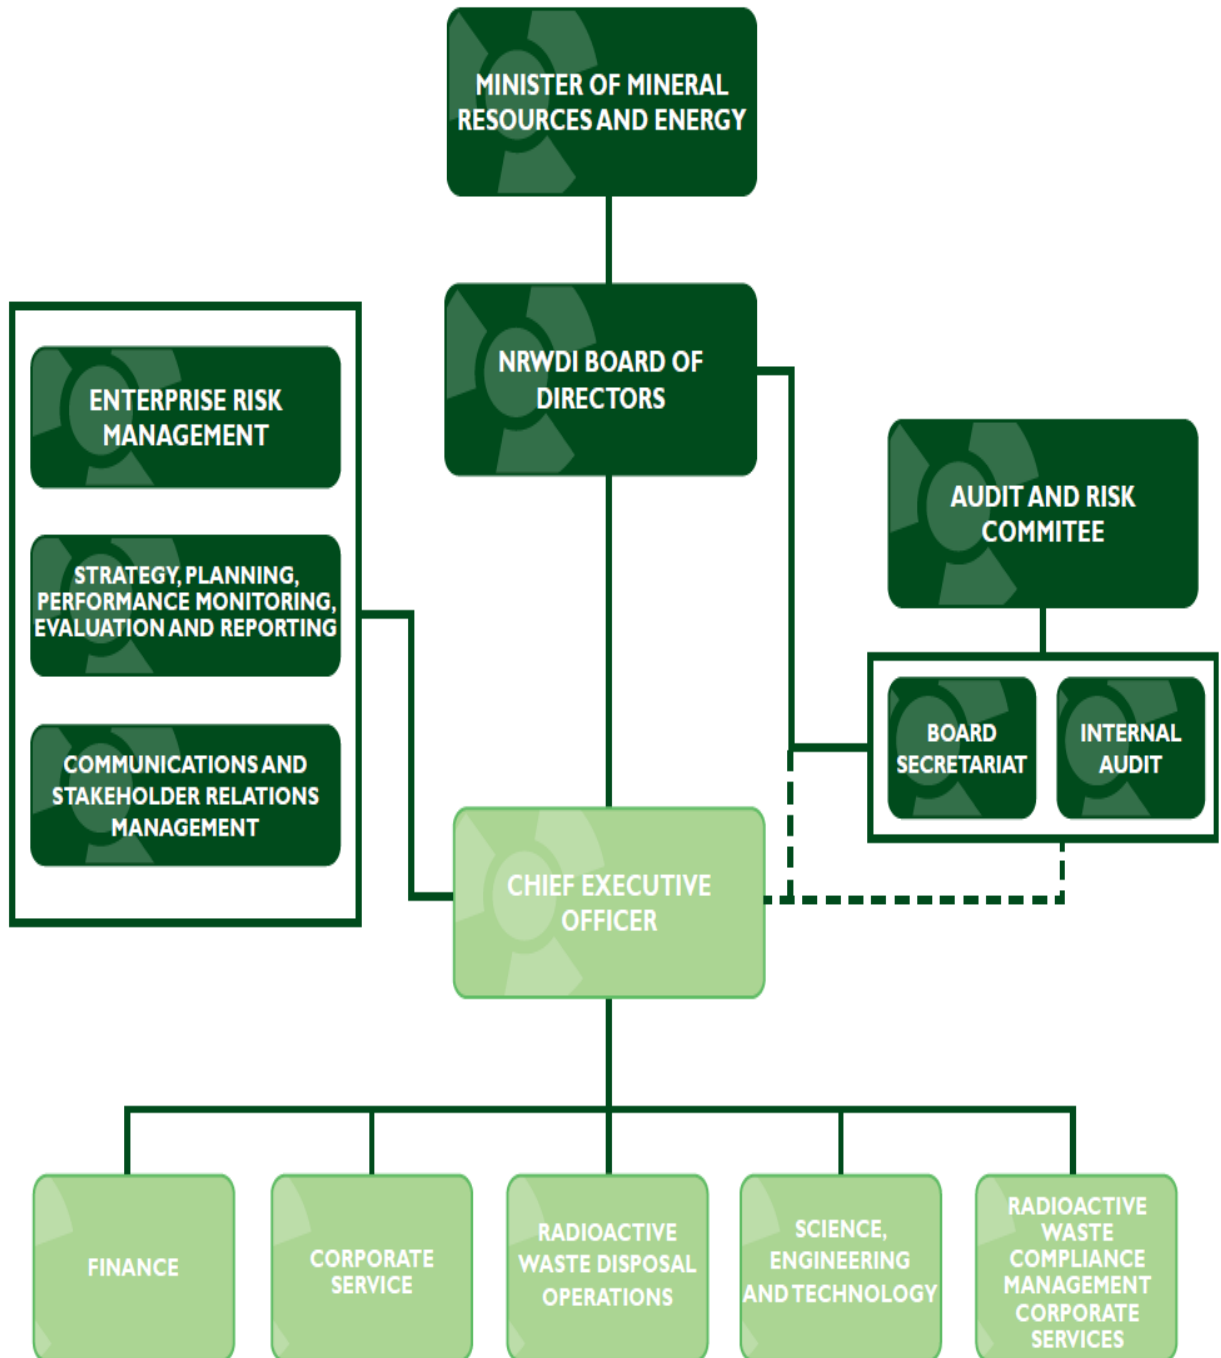 MINISTER OF MINERAL
RESOURCES AND ENERGY
NRWDI BOARD OF
DIRECTORS
ENTERPRISE RISK
MANAGEMENT
STRATEGY, PLANNING,
PERFORMANCE MONITORING,
EVALUATION AND REPORTING
COMMUNICATIONS AND
STAKEHOLDER RELATIONS
MANAGEMENT
AUDIT AND RISK
COMMITEE
BOARD
SECRETARIAT
INTERNAL
AUDIT
CHIEF EXECUTIVE
OFFICER
FINANCE
CORPORATE
SERVICE
RADIOACTIVE
WASTE DISPOSAL
OPERATIONS
SCIENCE,
ENGINEERING
AND TECHNOLOGY
RADIOACTIVE
WASTE
COMPLIANCE
MANAGEMENT
CORPORATE
SERVICES